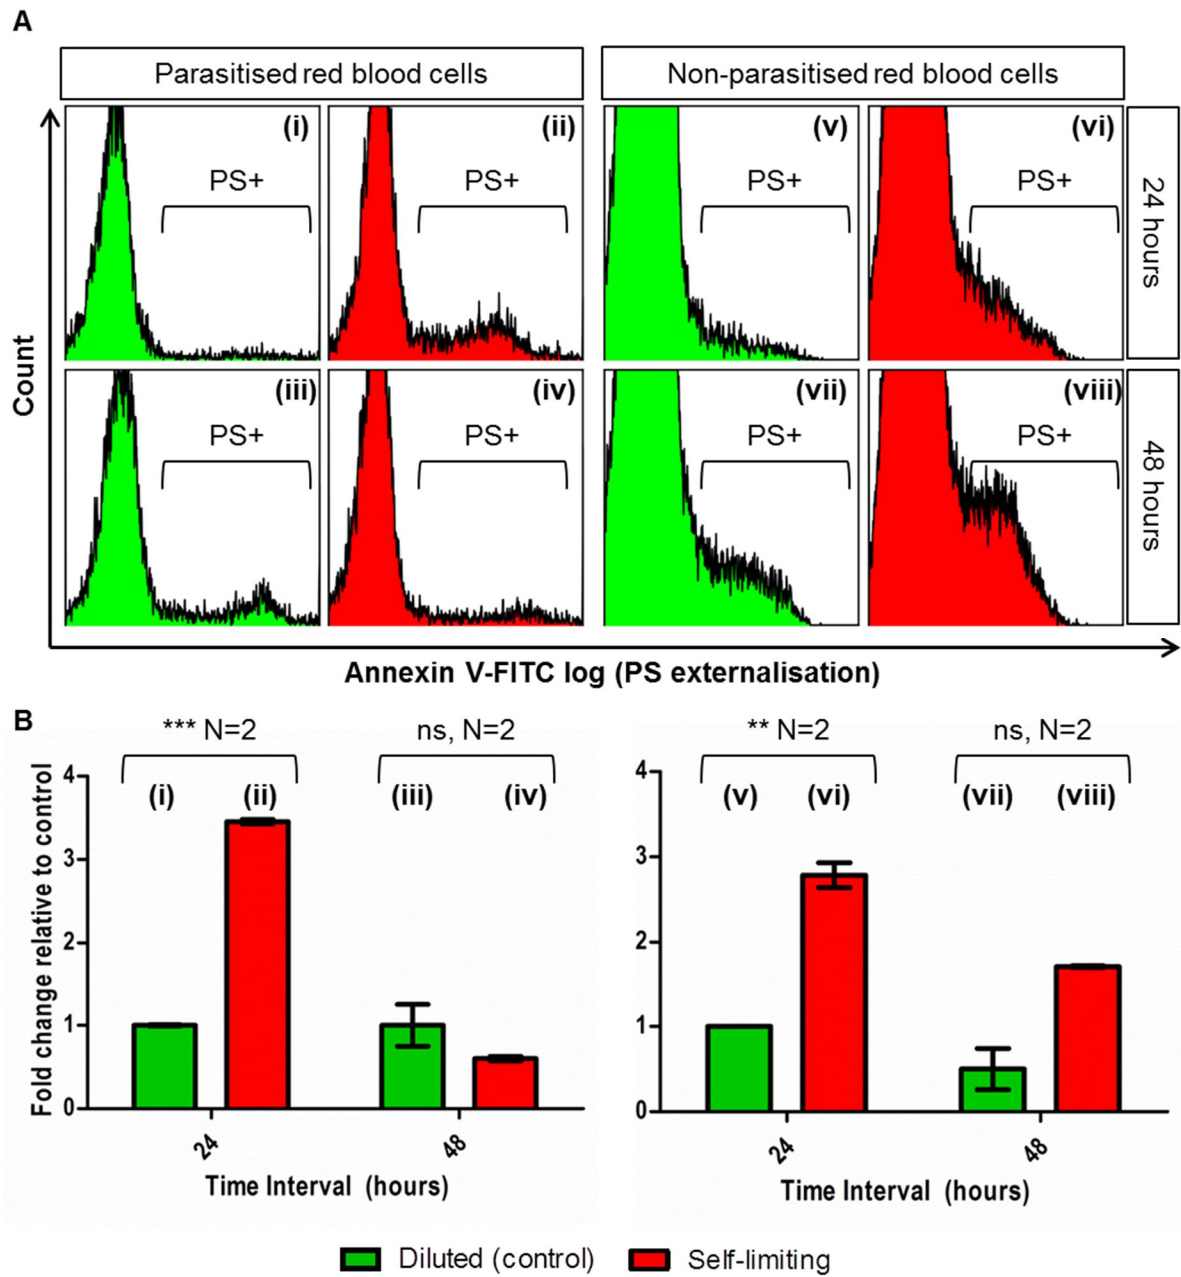 A
Parasitised red blood cells
Non-parasitised red blood cells
(i)
(ii)
(v)
(vi)
PS+
PS+
PS+
PS+
24 hours
(iii)
(iv)
(vii)
(viii)
PS+
PS+
PS+
PS+
48 hours
Count
Annexin V-FITC log (PS externalisation)
B
*** N=2
ns, N=2
(i)
(ii)
(iii)
(iv)
4
3
2
1
0
Fold change relative to control
24
48
Time Interval (hours)
** N=2
ns, N=2
(v)
(vi)
(vii)
(viii)
4
3
2
1
0
24
48
Time Interval (hours)
Diluted (control)
Self-limiting